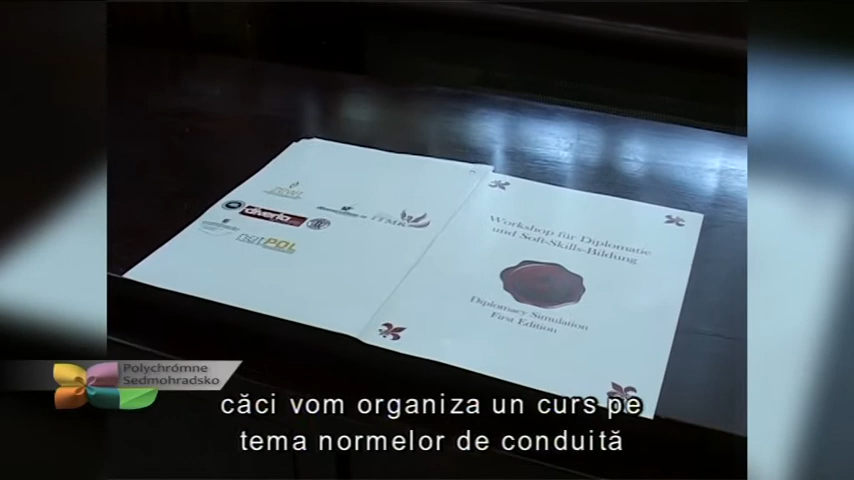 diverta
netPOL
Workshop für Diplomatie
und Soft-Skills-Bildung
Diplomacy Simulation
First Edition
Polychrómne
Sedmohradsko
căci vom organiza un curs pe
tema normelor de conduită